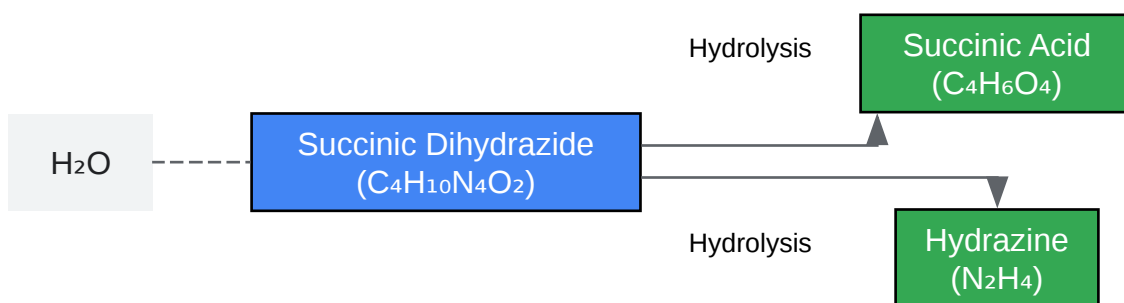 Hydrolysis
Succinic Acid
(C₄H₆O₄)
H₂O
Succinic Dihydrazide
(C₄H₁₀N₄O₂)
Hydrolysis
Hydrazine
(N₂H₄)